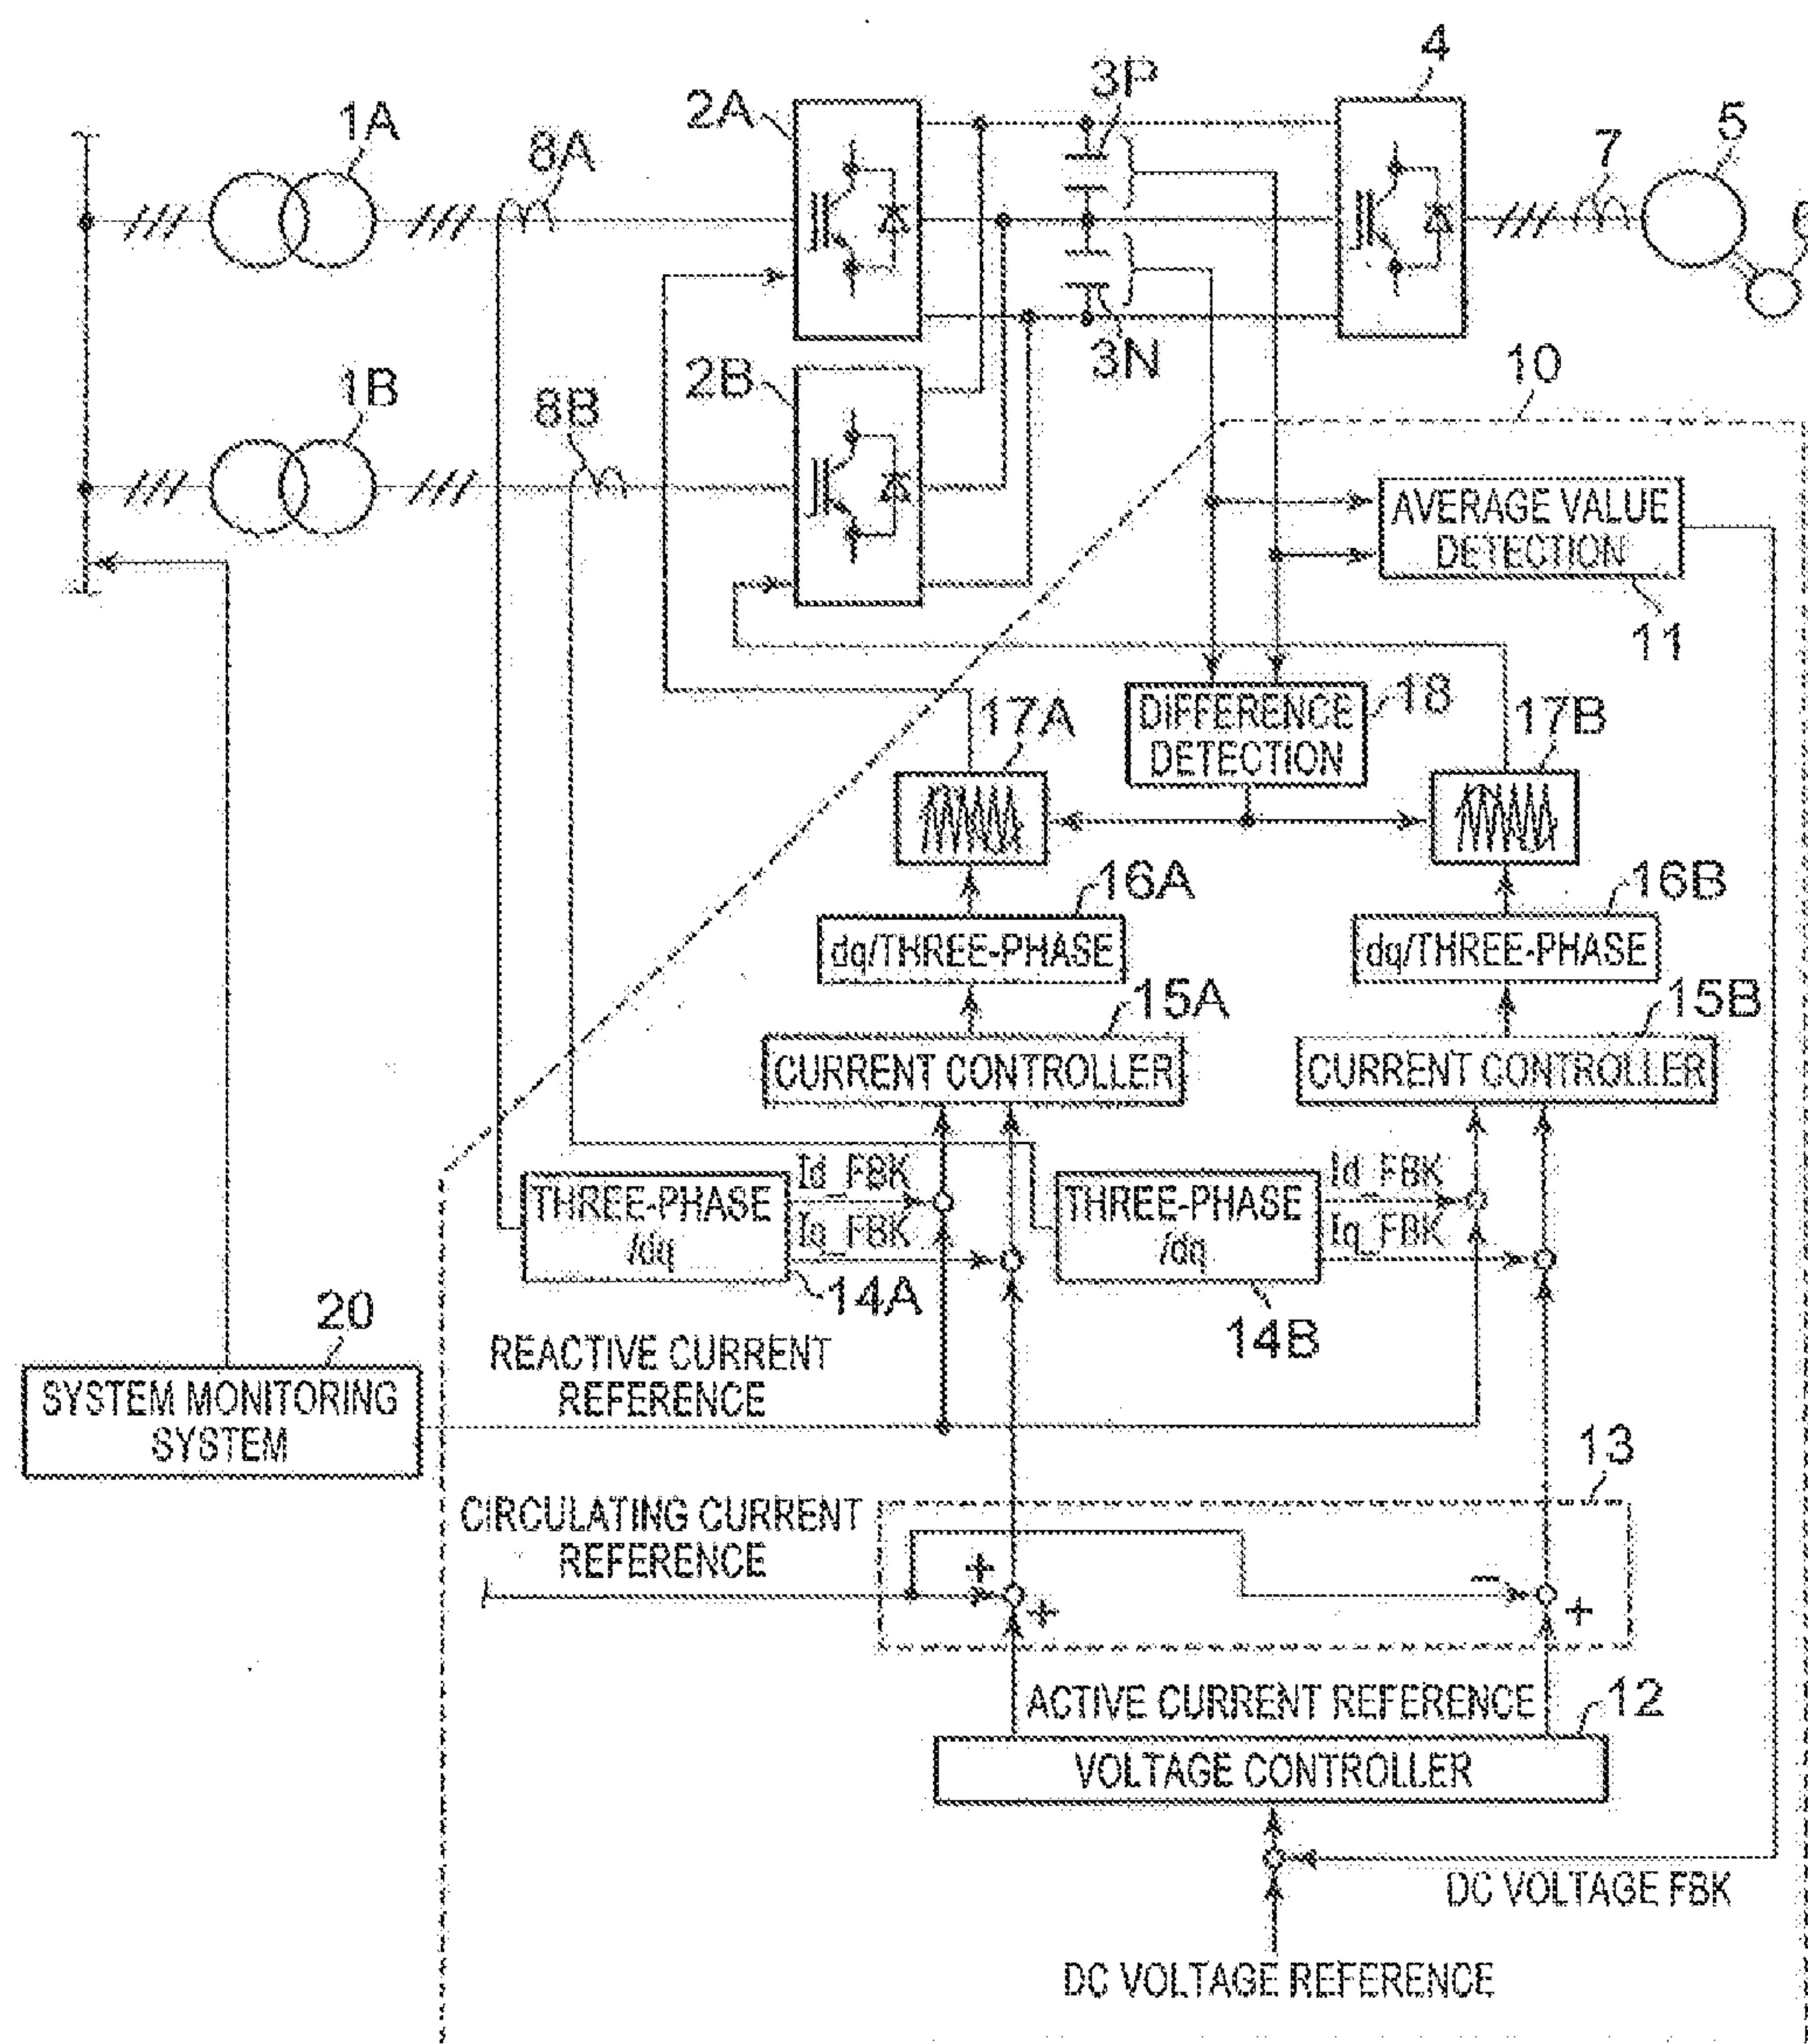 4
3P
5
2A
1A
7
8A
6
3N
10
2B
1B
8B
AVERAGE VALUE
DETECTION
11
18
17A
DIFFERENCE
DETECTION
17B
16A
16B
dq/THREE-PHASE
dq/THREE-PHASE
15A
15B
CURRENT CONTROLLER
CURRENT CONTROLLER
Id_FBK
Id_FBK
THREE-PHASE
/dq
THREE-PHASE
/dq
Iq_FBK
Iq_FBK
14A
14B
20
REACTIVE CURRENT
REFERENCE
SYSTEM MONITORING
SYSTEM
13
CIRCULATING CURRENT
REFERENCE
+
−
+
+
ACTIVE CURRENT REFERENCE
12
VOLTAGE CONTROLLER
DC VOLTAGE FBK
DC VOLTAGE REFERENCE